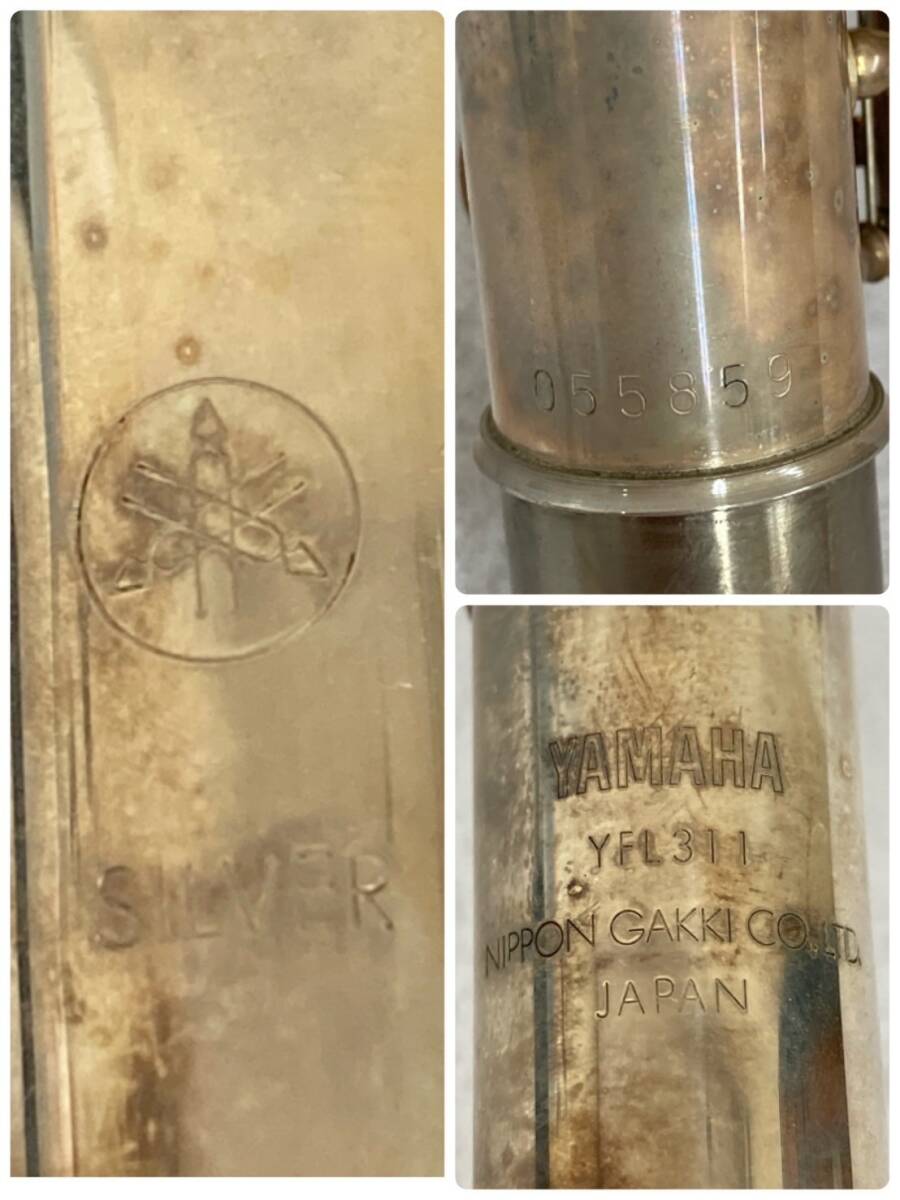 SILVER
055859
YAMAHA
YFL311
NIPPON GAKKI CO., LTD.
JAPAN